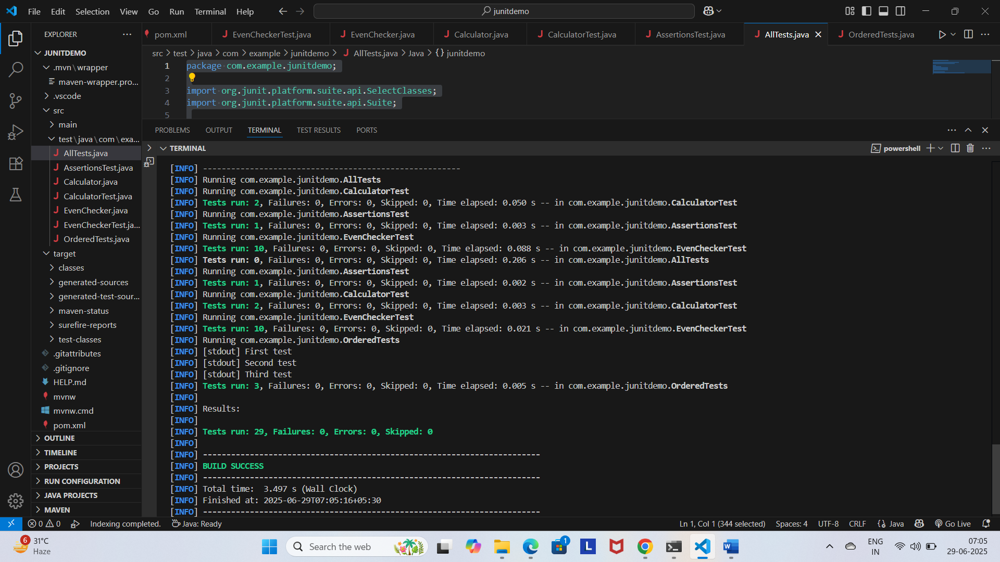 File Edit Selection View Go Run Terminal Help
junitdemo
EXPLORER
JUNITDEMO
.mvn\wrapper
maven-wrapper.pro...
.vscode
src
main
test\java\com\exa...
AllTests.java
AssertionsTest.java
Calculator.java
CalculatorTest.java
EvenChecker.java
EvenCheckerTest.ja...
OrderedTests.java
target
classes
generated-sources
generated-test-sour...
maven-status
surefire-reports
test-classes
.gitattributes
.gitignore
HELP.md
mvnw
mvnw.cmd
pom.xml
OUTLINE
TIMELINE
PROJECTS
RUN CONFIGURATION
JAVA PROJECTS
MAVEN
pom.xml EvenCheckerTest.java EvenChecker.java Calculator.java CalculatorTest.java AssertionsTest.java AllTests.java OrderedTests.java
src > test > java > com > example > junitdemo > AllTests.java > Java > {} junitdemo
1 package com.example.junitdemo;
2
3 import org.junit.platform.suite.api.SelectClasses;
4 import org.junit.platform.suite.api.Suite;
5
PROBLEMS OUTPUT TERMINAL TEST RESULTS PORTS
TERMINAL
powershell
[INFO] -------------------------------------------------------
[INFO] Running com.example.junitdemo.AllTests
[INFO] Running com.example.junitdemo.CalculatorTest
[INFO] Tests run: 2, Failures: 0, Errors: 0, Skipped: 0, Time elapsed: 0.050 s -- in com.example.junitdemo.CalculatorTest
[INFO] Running com.example.junitdemo.AssertionsTest
[INFO] Tests run: 1, Failures: 0, Errors: 0, Skipped: 0, Time elapsed: 0.003 s -- in com.example.junitdemo.AssertionsTest
[INFO] Running com.example.junitdemo.EvenCheckerTest
[INFO] Tests run: 10, Failures: 0, Errors: 0, Skipped: 0, Time elapsed: 0.088 s -- in com.example.junitdemo.EvenCheckerTest
[INFO] Tests run: 0, Failures: 0, Errors: 0, Skipped: 0, Time elapsed: 0.206 s -- in com.example.junitdemo.AllTests
[INFO] Running com.example.junitdemo.AssertionsTest
[INFO] Tests run: 1, Failures: 0, Errors: 0, Skipped: 0, Time elapsed: 0.002 s -- in com.example.junitdemo.AssertionsTest
[INFO] Running com.example.junitdemo.CalculatorTest
[INFO] Tests run: 2, Failures: 0, Errors: 0, Skipped: 0, Time elapsed: 0.003 s -- in com.example.junitdemo.CalculatorTest
[INFO] Running com.example.junitdemo.EvenCheckerTest
[INFO] Tests run: 10, Failures: 0, Errors: 0, Skipped: 0, Time elapsed: 0.021 s -- in com.example.junitdemo.EvenCheckerTest
[INFO] Running com.example.junitdemo.OrderedTests
[INFO] [stdout] First test
[INFO] [stdout] Second test
[INFO] [stdout] Third test
[INFO] Tests run: 3, Failures: 0, Errors: 0, Skipped: 0, Time elapsed: 0.005 s -- in com.example.junitdemo.OrderedTests
[INFO]
[INFO] Results:
[INFO]
[INFO] Tests run: 29, Failures: 0, Errors: 0, Skipped: 0
[INFO]
[INFO] ------------------------------------------------------------------------
[INFO] BUILD SUCCESS
[INFO] ------------------------------------------------------------------------
[INFO] Total time:  3.497 s (Wall Clock)
[INFO] Finished at: 2025-06-29T07:05:16+05:30
[INFO] ------------------------------------------------------------------------
0 0 Indexing completed. Java: Ready Ln 1, Col 1 (344 selected) Spaces: 4 UTF-8 CRLF {} Java Go Live
6
31°C
Haze
Search the web
1
L
W
ENG
IN
07:05
29-06-2025